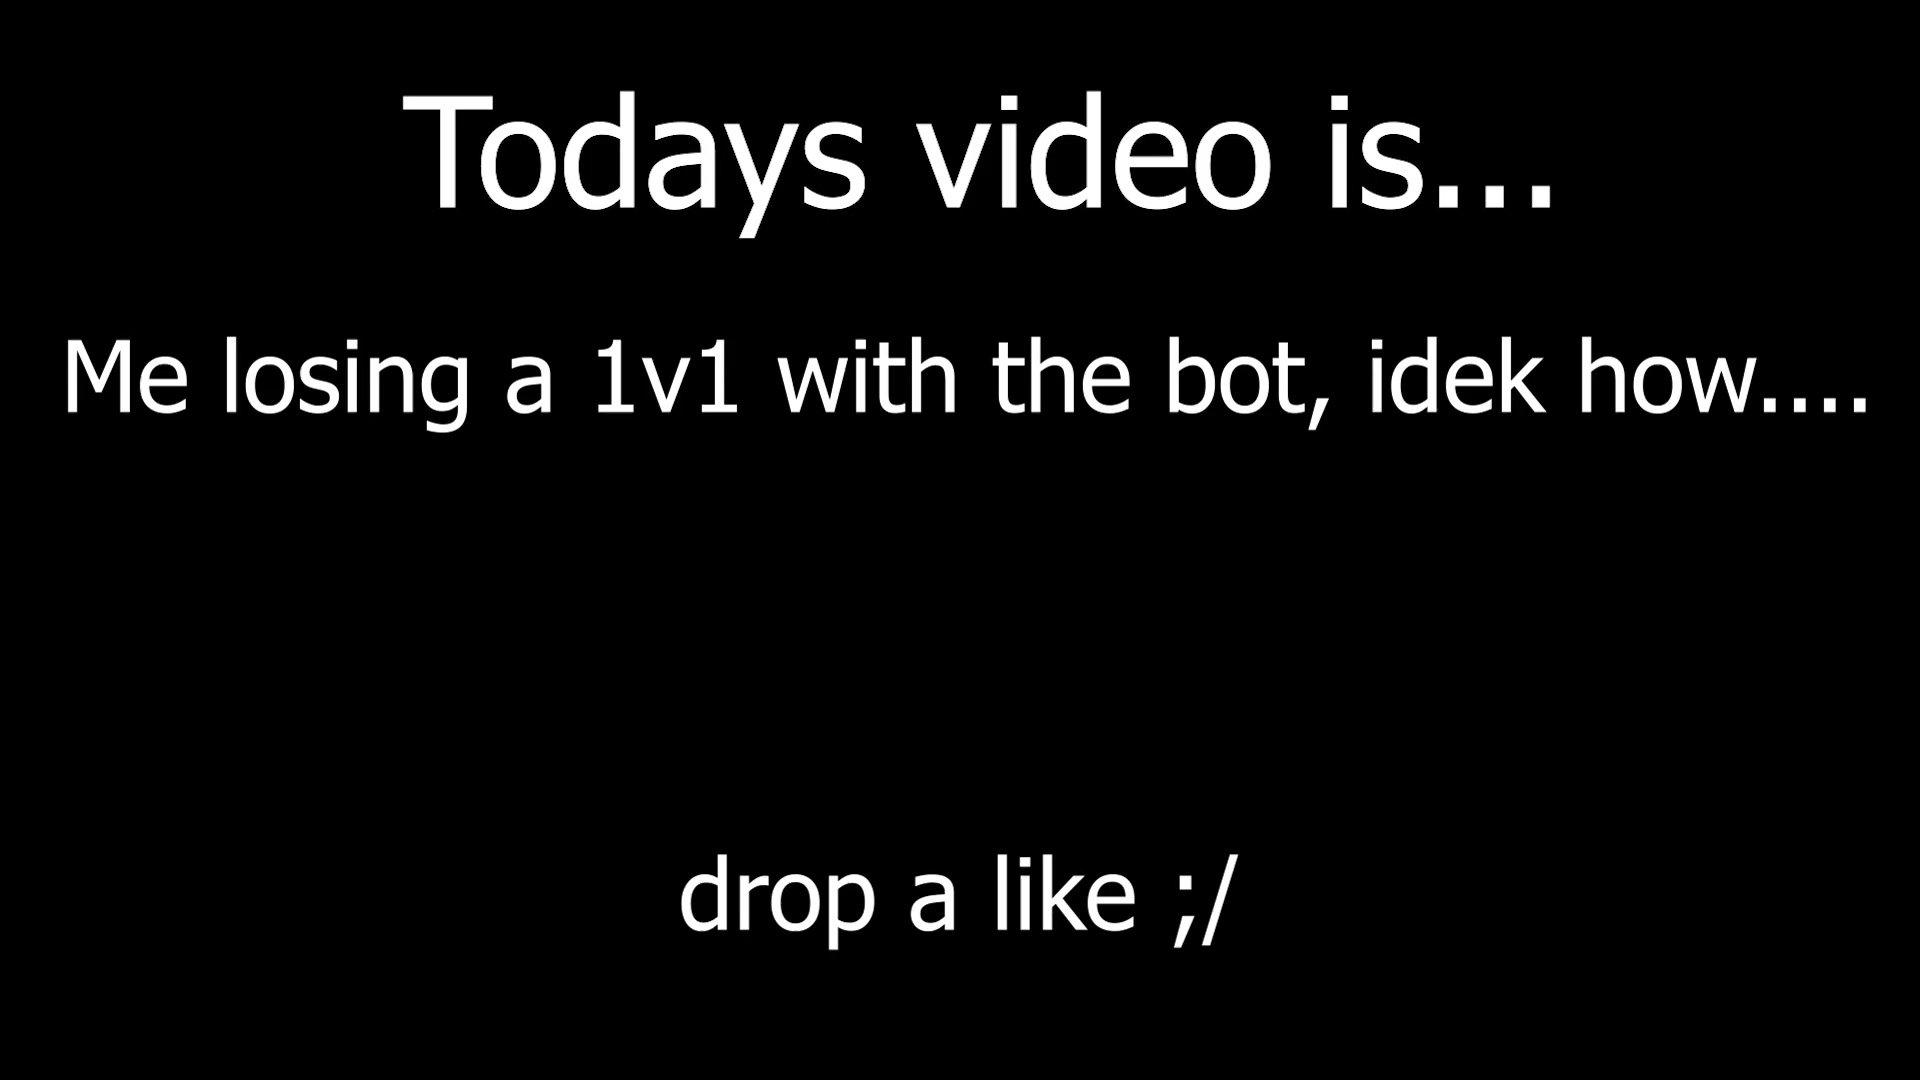 Todays video is...
Me losing a 1v1 with the bot, idek how....
drop a like ;/